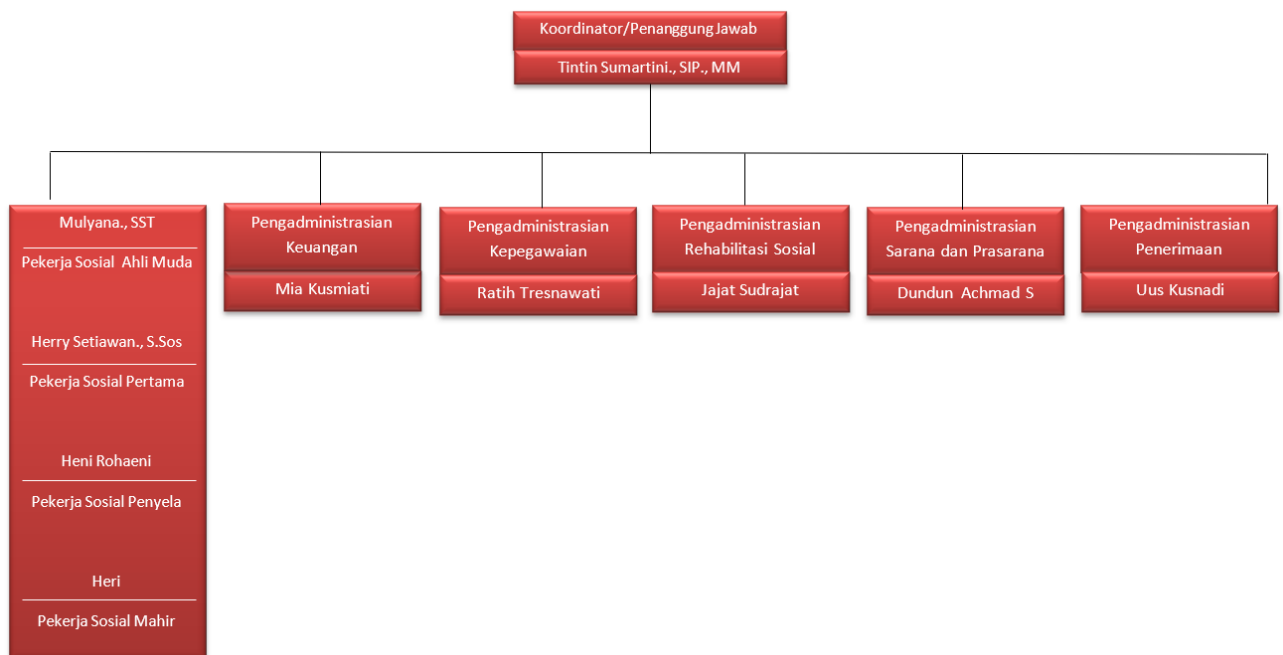 Koordinator/Penanggung Jawab
Tintin Sumartini., SIP., MM
Mulyana., SST
Pekerja Sosial Ahli Muda
Herry Setiawan., S.Sos
Pekerja Sosial Pertama
Heni Rohaeni
Pekerja Sosial Penyela
Heri
Pekerja Sosial Mahir
Pengadministrasian
Keuangan
Mia Kusmiati
Pengadministrasian
Kepegawaian
Ratih Tresnawati
Pengadministrasian
Rehabilitasi Sosial
Jajat Sudrajat
Pengadministrasian
Sarana dan Prasarana
Dundun Achmad S
Pengadministrasian
Penerimaan
Uus Kusnadi